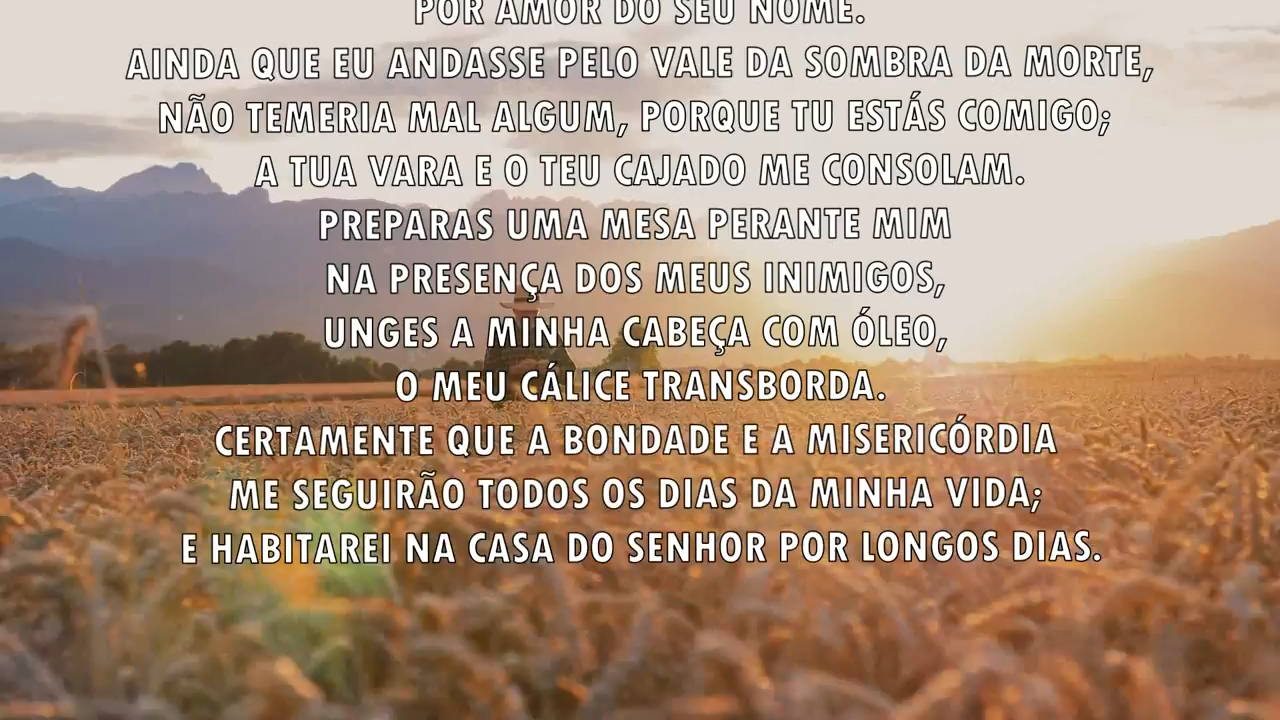 POR AMOR DO SEU NOME.
AINDA QUE EU ANDASSE PELO VALE DA SOMBRA DA MORTE,
NÃO TEMERIA MAL ALGUM, PORQUE TU ESTÁS COMIGO;
A TUA VARA E O TEU CAJADO ME CONSOLAM.
PREPARAS UMA MESA PERANTE MIM
NA PRESENÇA DOS MEUS INIMIGOS,
UNGES A MINHA CABEÇA COM ÓLEO,
O MEU CÁLICE TRANSBORDA.
CERTAMENTE QUE A BONDADE E A MISERICÓRDIA
ME SEGUIRÃO TODOS OS DIAS DA MINHA VIDA;
E HABITAREI NA CASA DO SENHOR POR LONGOS DIAS.